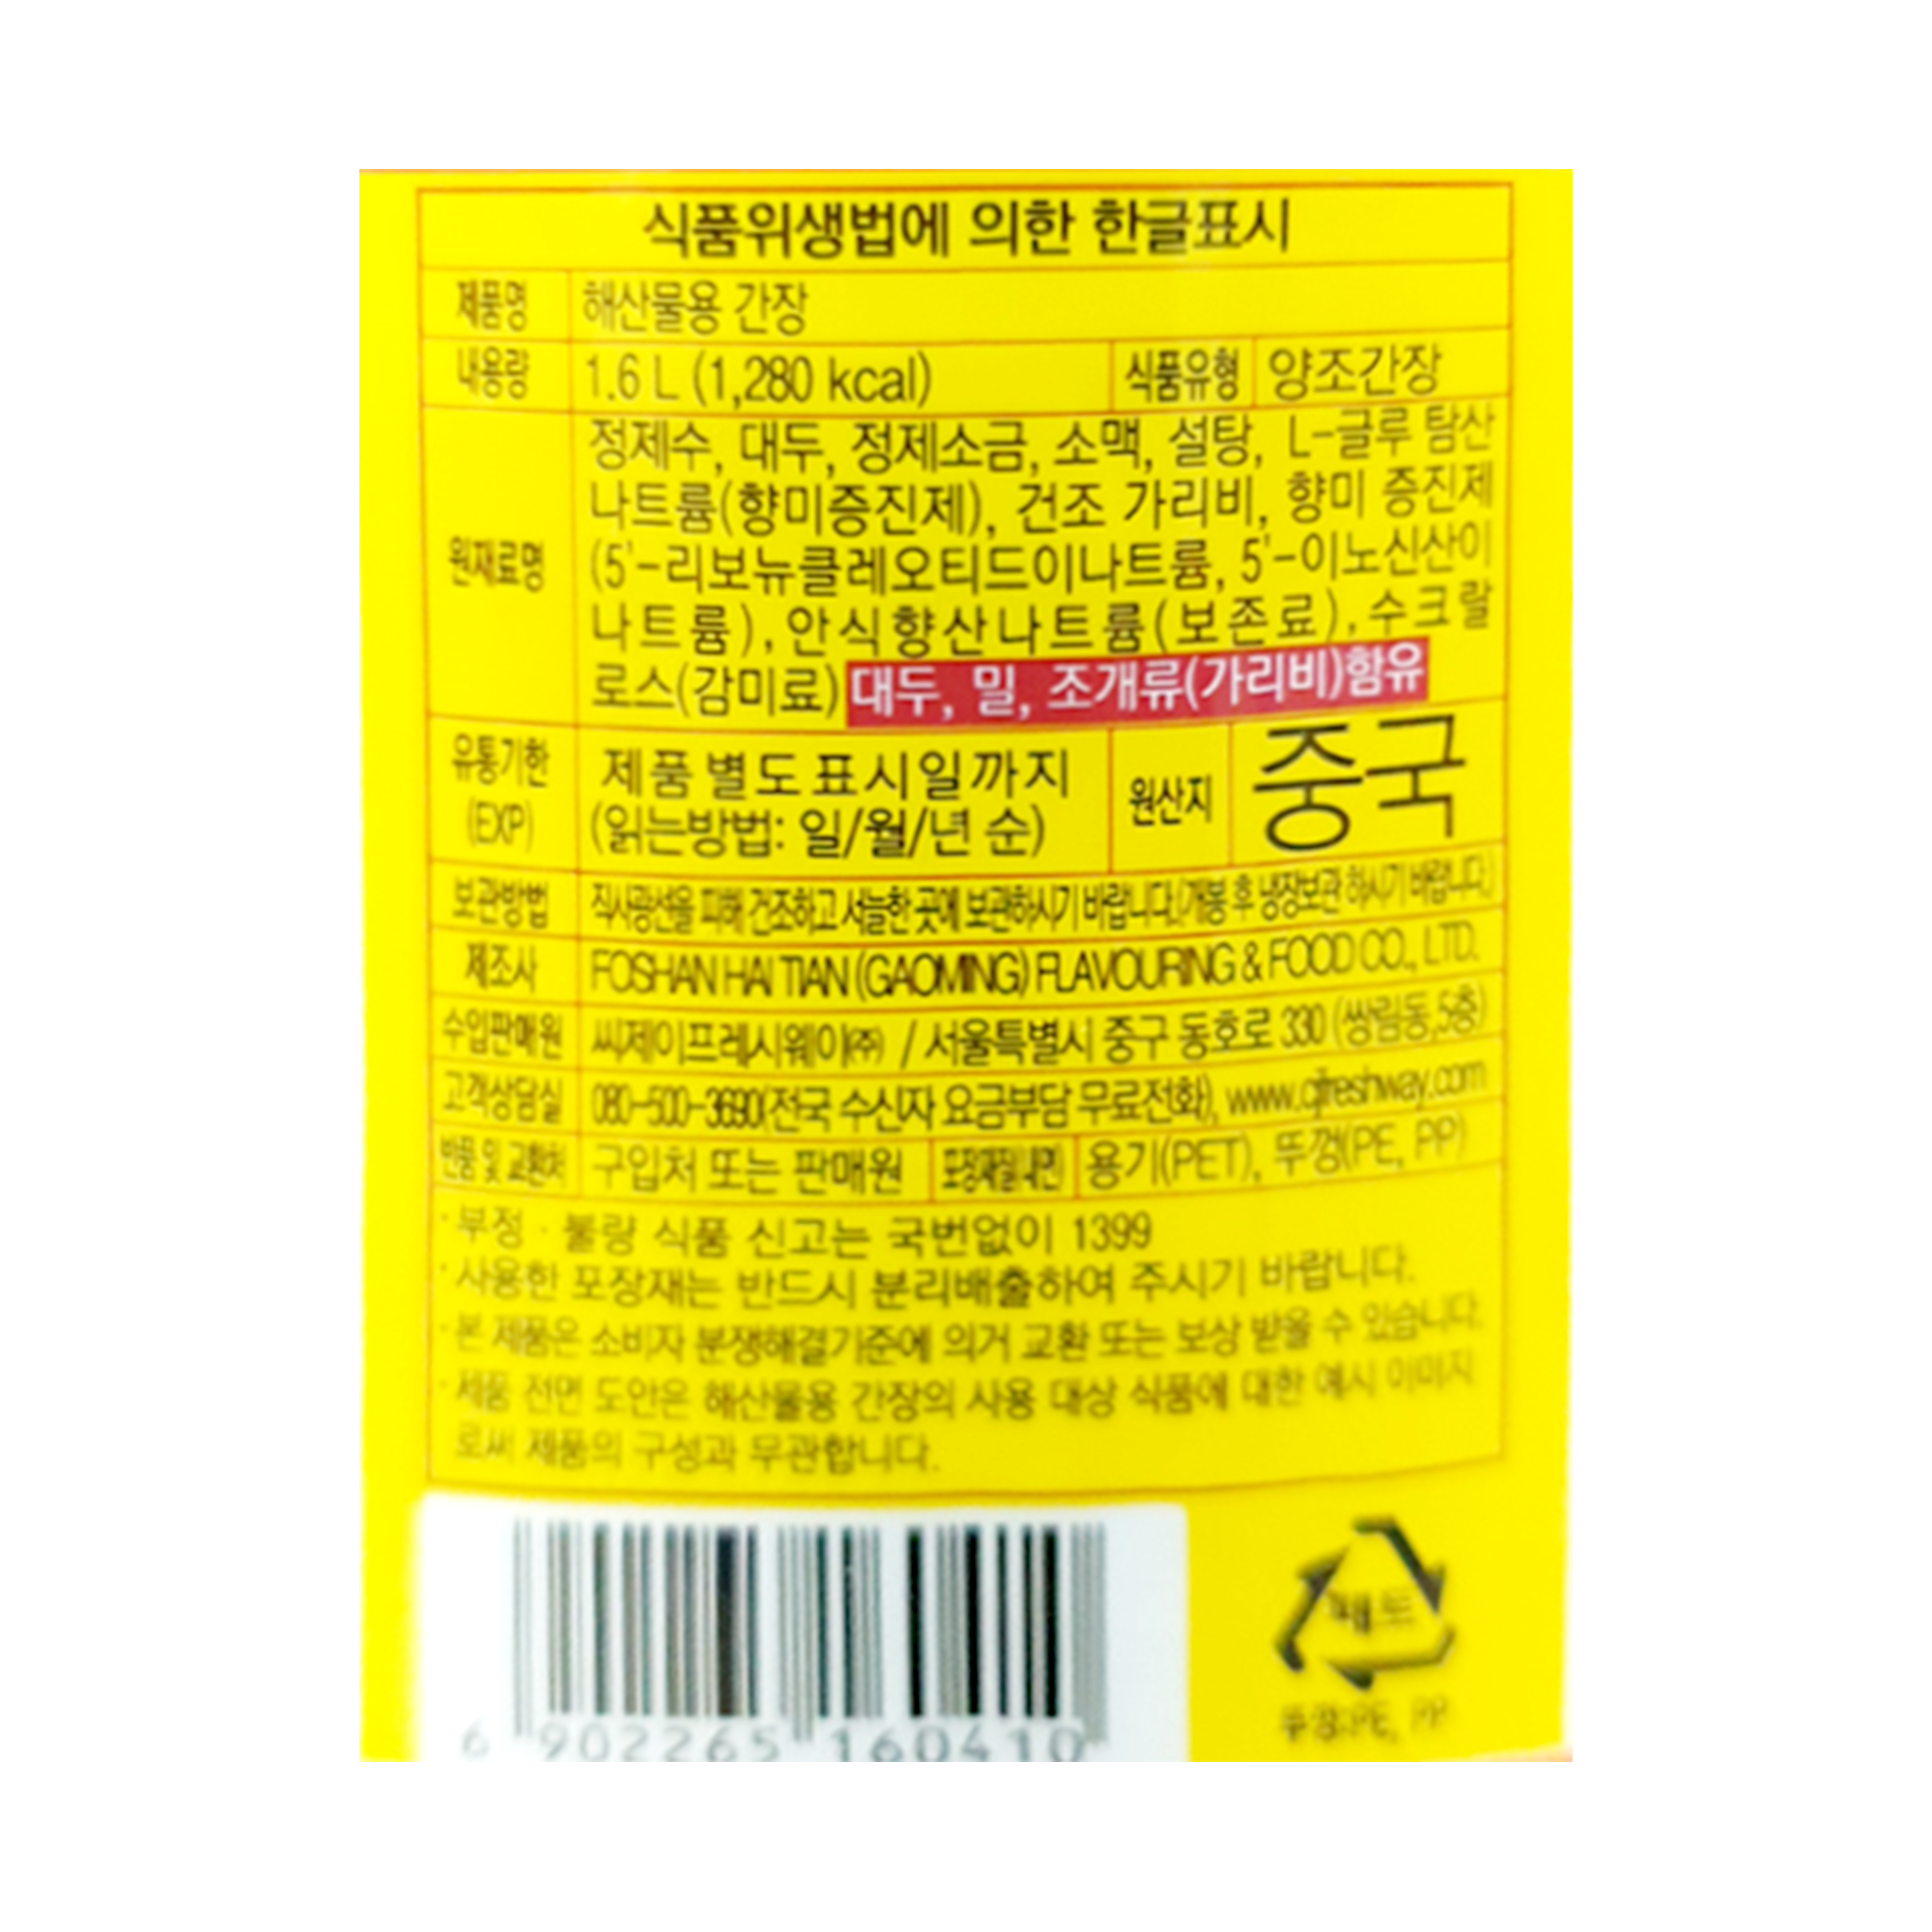 식품위생법에 의한 한글표시
제품명 해산물용 간장
내용량 1.6 L (1,280 kcal) 식품유형 양조간장
원재료명 정제수, 대두, 정제소금, 소맥, 설탕, L-글루 탐산
나트륨(향미증진제), 건조 가리비, 향미 증진제
(5'-리보뉴클레오티드이나트륨, 5'-이노신산이
나트륨), 안식향산나트륨(보존료), 수크랄
로스(감미료) 대두, 밀, 조개류(가리비)함유
유통기한 (EXP) 제품 별도 표시일까지
(읽는방법: 일/월/년 순)
원산지 중국
보관방법 직사광선을 피해 건조하고 서늘한 곳에 보관하시기 바랍니다.(개봉 후 냉장보관 하시기 바랍니다.)
제조사 FOSHAN HAI TIAN (GAOMING) FLAVOURING & FOOD CO., LTD.
수입판매원 씨제이프레시웨이㈜ / 서울특별시 중구 동호로 330 (쌍림동,5층)
고객상담실 080-500-3690(전국 수신자 요금부담 무료전화), www.cjfreshway.com
반품 및 교환처 구입처 또는 판매원 포장재질(내면) 용기(PET), 뚜껑(PE, PP)
· 부정 · 불량 식품 신고는 국번없이 1399
· 사용한 포장재는 반드시 분리배출하여 주시기 바랍니다.
· 본 제품은 소비자 분쟁해결기준에 의거 교환 또는 보상 받을 수 있습니다.
· 제품 전면 도안은 해산물용 간장의 사용 대상 식품에 대한 예시 이미지
로써 제품의 구성과 무관합니다.
페트
뚜껑:PE, PP
6 902265 160410